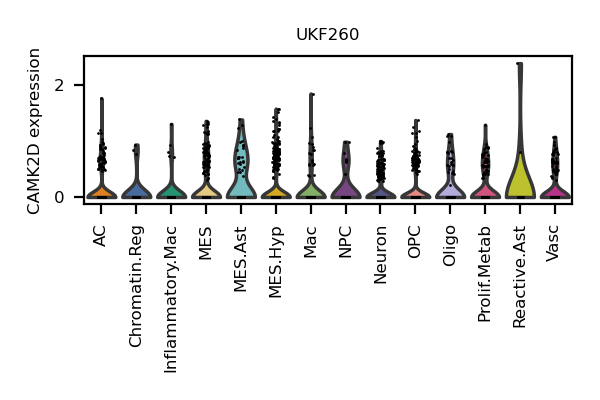 UKF260
CAMK2D expression
2
0
AC
Chromatin.Reg
Inflammatory.Mac
MES
MES.Ast
MES.Hyp
Mac
NPC
Neuron
OPC
Oligo
Prolif.Metab
Reactive.Ast
Vasc